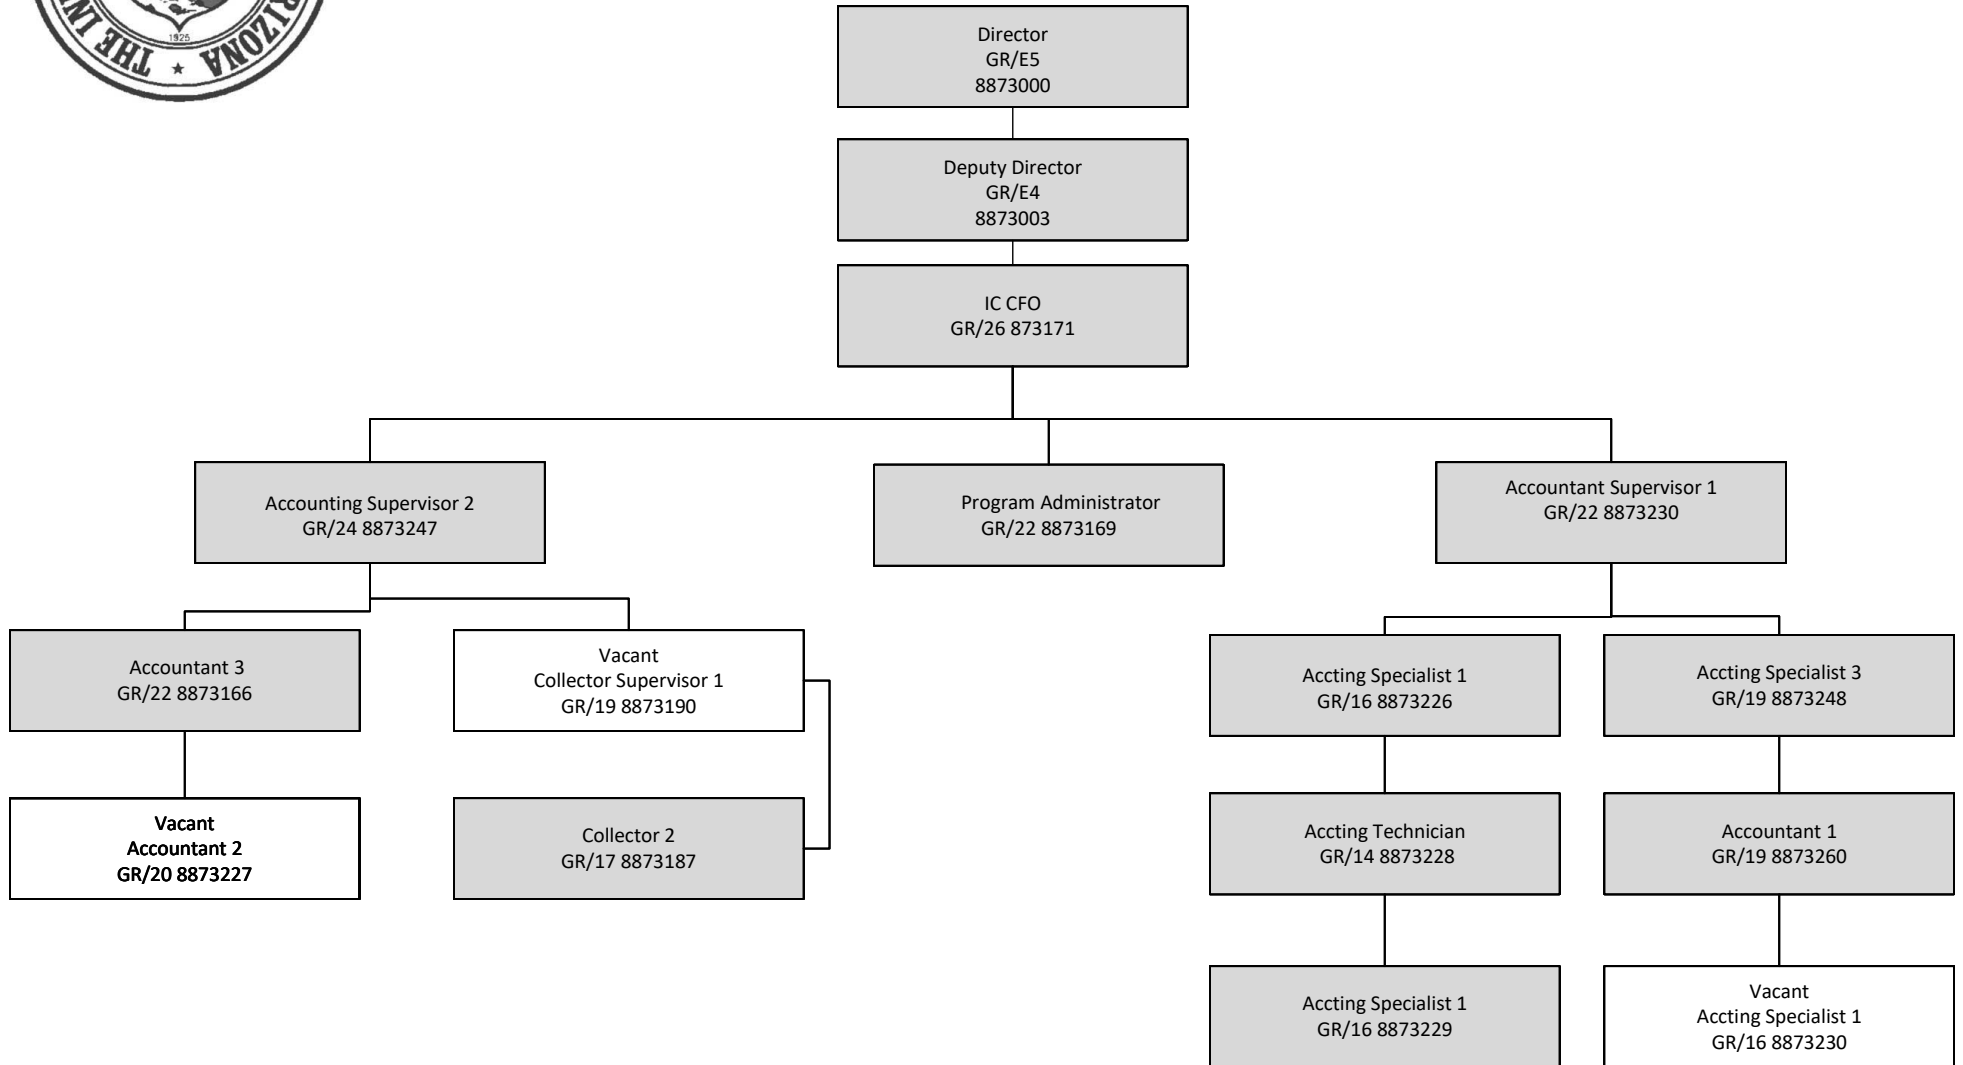 THE IN
RIZONA
1925
Director
GR/E5
8873000
Deputy Director
GR/E4
8873003
IC CFO
GR/26 873171
Accounting Supervisor 2
GR/24 8873247
Program Administrator
GR/22 8873169
Accountant Supervisor 1
GR/22 8873230
Accountant 3
GR/22 8873166
Vacant
Collector Supervisor 1
GR/19 8873190
Accting Specialist 1
GR/16 8873226
Accting Specialist 3
GR/19 8873248
Vacant
Accountant 2
GR/20 8873227
Collector 2
GR/17 8873187
Accting Technician
GR/14 8873228
Accountant 1
GR/19 8873260
Accting Specialist 1
GR/16 8873229
Vacant
Accting Specialist 1
GR/16 8873230